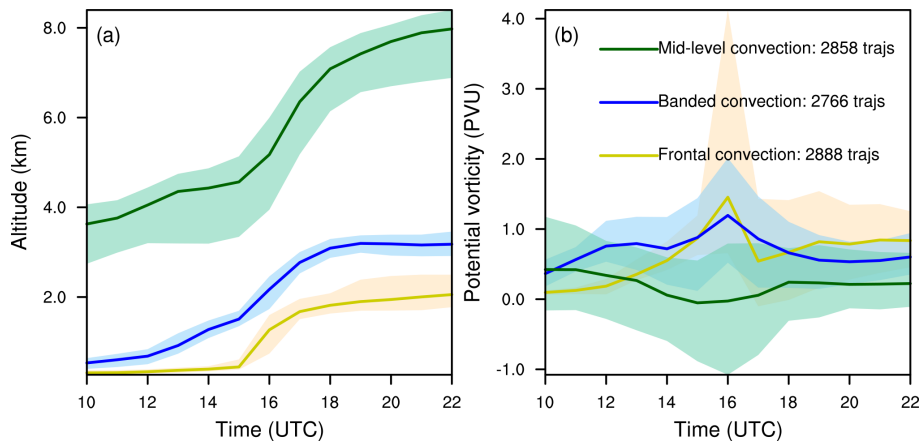 (a)
8.0
6.0
4.0
2.0
Altitude (km)
10 12 14 16 18 20 22
Time (UTC)
(b)
4.0
3.0
2.0
1.0
0.0
-1.0
Potential vorticity (PVU)
Mid-level convection: 2858 trajs
Banded convection: 2766 trajs
Frontal convection: 2888 trajs
10 12 14 16 18 20 22
Time (UTC)